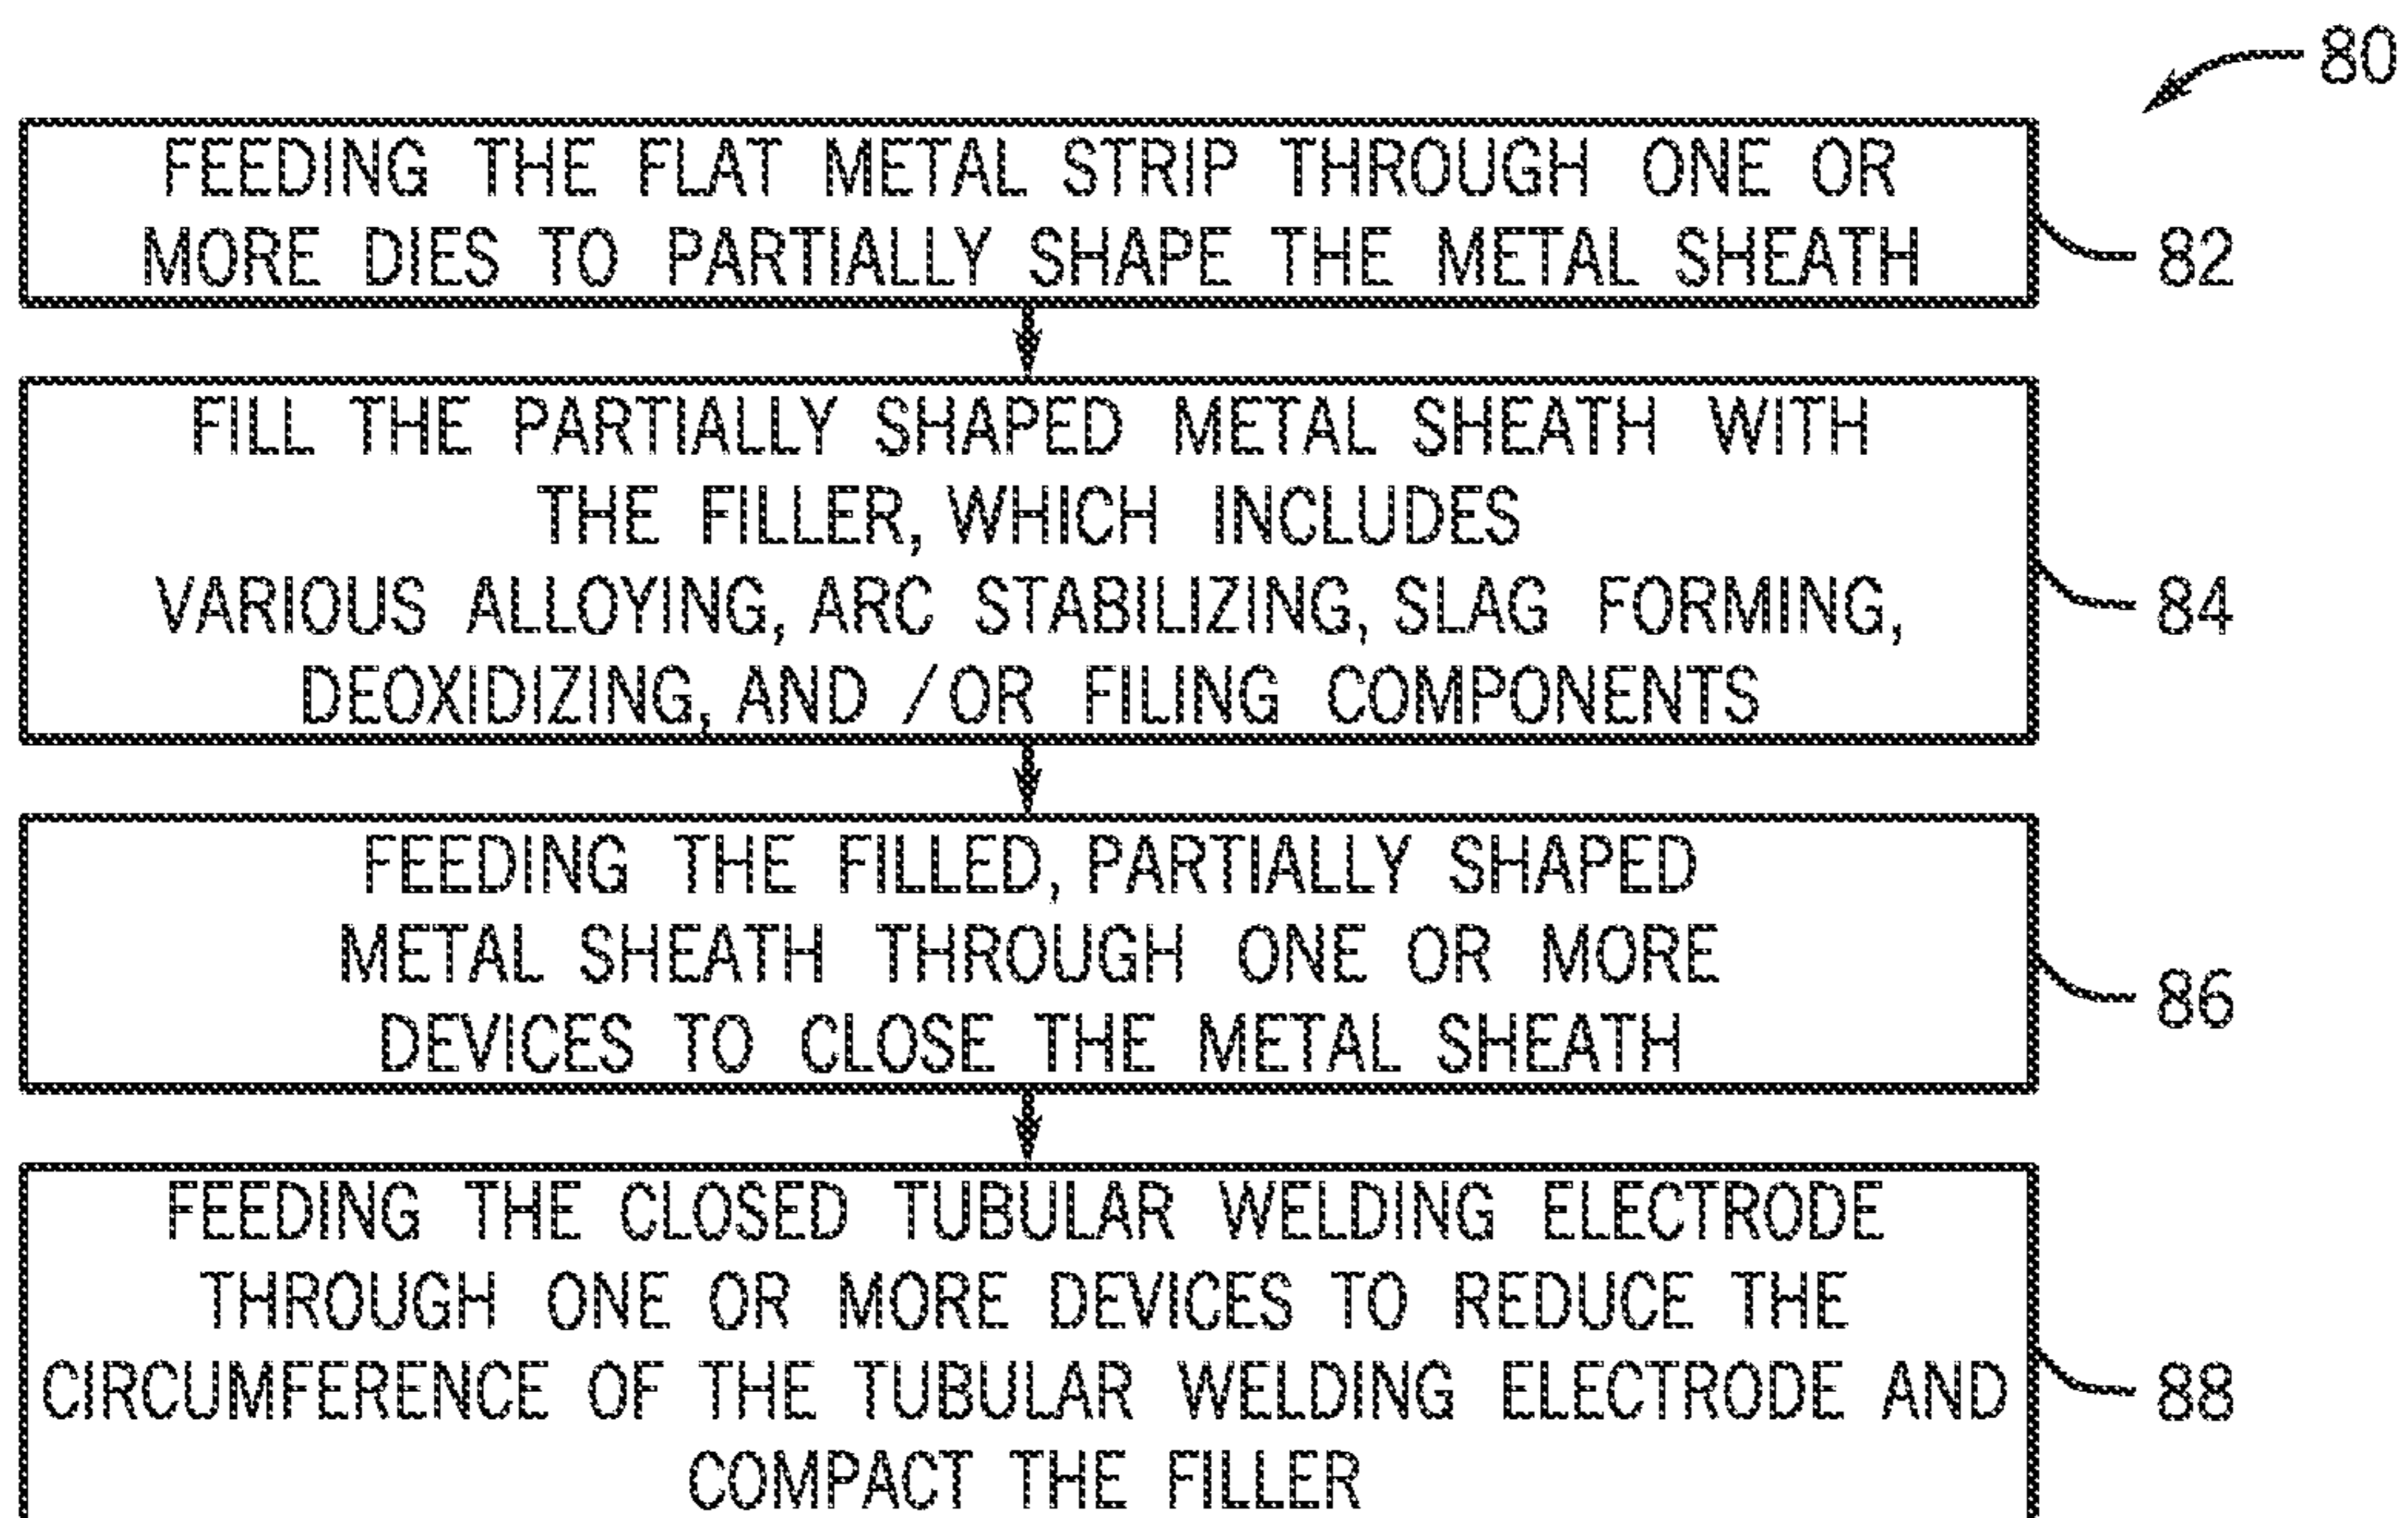 80
FEEDING THE FLAT METAL STRIP THROUGH ONE OR
MORE DIES TO PARTIALLY SHAPE THE METAL SHEATH
82
FILL THE PARTIALLY SHAPED METAL SHEATH WITH
THE FILLER, WHICH INCLUDES
VARIOUS ALLOYING, ARC STABILIZING, SLAG FORMING,
DEOXIDIZING, AND /OR FILING COMPONENTS
84
FEEDING THE FILLED, PARTIALLY SHAPED
METAL SHEATH THROUGH ONE OR MORE
DEVICES TO CLOSE THE METAL SHEATH
86
FEEDING THE CLOSED TUBULAR WELDING ELECTRODE
THROUGH ONE OR MORE DEVICES TO REDUCE THE
CIRCUMFERENCE OF THE TUBULAR WELDING ELECTRODE AND
COMPACT THE FILLER
88